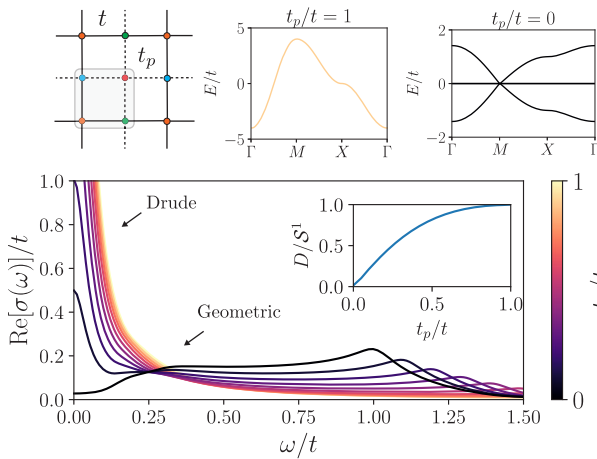 t
t_p
t_p/t = 1
E/t
5
0
−5
Γ M X Γ
t_p/t = 0
E/t
2
0
−2
Γ M X Γ
Re[σ(ω)]/t
1.0
0.8
0.6
0.4
0.2
0.0
0.00 0.25 0.50 0.75 1.00 1.25 1.50
ω/t
Drude
Geometric
D/S¹
1.0
0.5
0.0
0.0 0.5 1.0
t_p/t
1
0